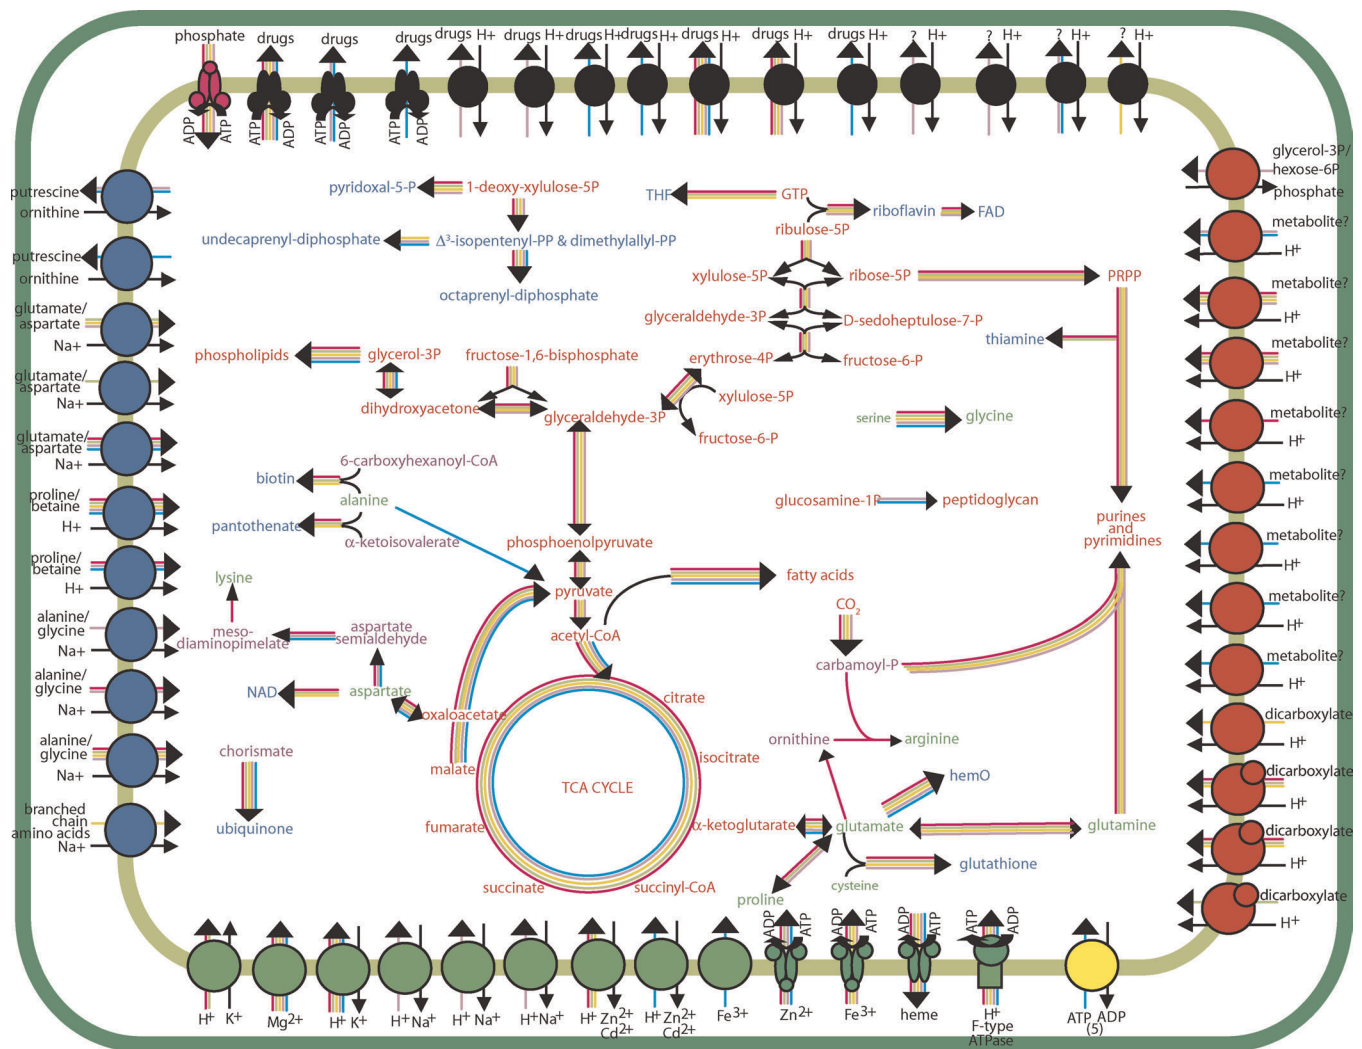 phosphate
drugs
drugs
drugs
drugs H+
drugs H+
drugs H+
drugs H+
drugs H+
drugs H+
drugs H+
? H+
? H+
? H+
? H+
ADP
ATP
ATP
ADP
ATP
ADP
ATP
ADP
putrescine
ornithine
putrescine
ornithine
glutamate/
aspartate
Na+
glutamate/
aspartate
Na+
glutamate/
aspartate
Na+
proline/
betaine
H+
proline/
betaine
H+
alanine/
glycine
Na+
alanine/
glycine
Na+
alanine/
glycine
Na+
branched
chain
amino acids
Na+
pyridoxal-5-P
1-deoxy-xylulose-5P
undecaprenyl-diphosphate
Δ³-isopentenyl-PP & dimethylallyl-PP
octaprenyl-diphosphate
THF
GTP
riboflavin
FAD
ribulose-5P
xylulose-5P
ribose-5P
PRPP
glyceraldehyde-3P
D-sedoheptulose-7-P
thiamine
erythrose-4P
fructose-6-P
phospholipids
glycerol-3P
fructose-1,6-bisphosphate
dihydroxyacetone
glyceraldehyde-3P
xylulose-5P
fructose-6-P
serine
glycine
biotin
6-carboxyhexanoyl-CoA
alanine
pantothenate
α-ketoisovalerate
glucosamine-1P
peptidoglycan
purines
and
pyrimidines
phosphoenolpyruvate
pyruvate
fatty acids
lysine
meso-
diaminopimelate
aspartate
semialdehyde
acetyl-CoA
CO₂
carbamoyl-P
NAD
aspartate
oxaloacetate
citrate
chorismate
malate
isocitrate
ornithine
arginine
TCA CYCLE
hemO
ubiquinone
fumarate
α-ketoglutarate
glutamate
glutamine
succinate
succinyl-CoA
cysteine
glutathione
proline
glycerol-3P/
hexose-6P
phosphate
metabolite?
H+
metabolite?
H+
metabolite?
H+
metabolite?
H+
metabolite?
H+
metabolite?
H+
metabolite?
H+
metabolite?
H+
dicarboxylate
H+
dicarboxylate
H+
dicarboxylate
H+
dicarboxylate
H+
ADP
ATP
ADP
ATP
ADP
ATP
ATP
ADP
H+ K+
Mg2+
H+ K+
H+ Na+
H+ Na+
H+ Na+
H+ Zn2+
Cd2+
H+ Zn2+
Cd2+
Fe3+
Zn2+
Fe3+
heme
H+
F-type
ATPase
ATP ADP
(5)